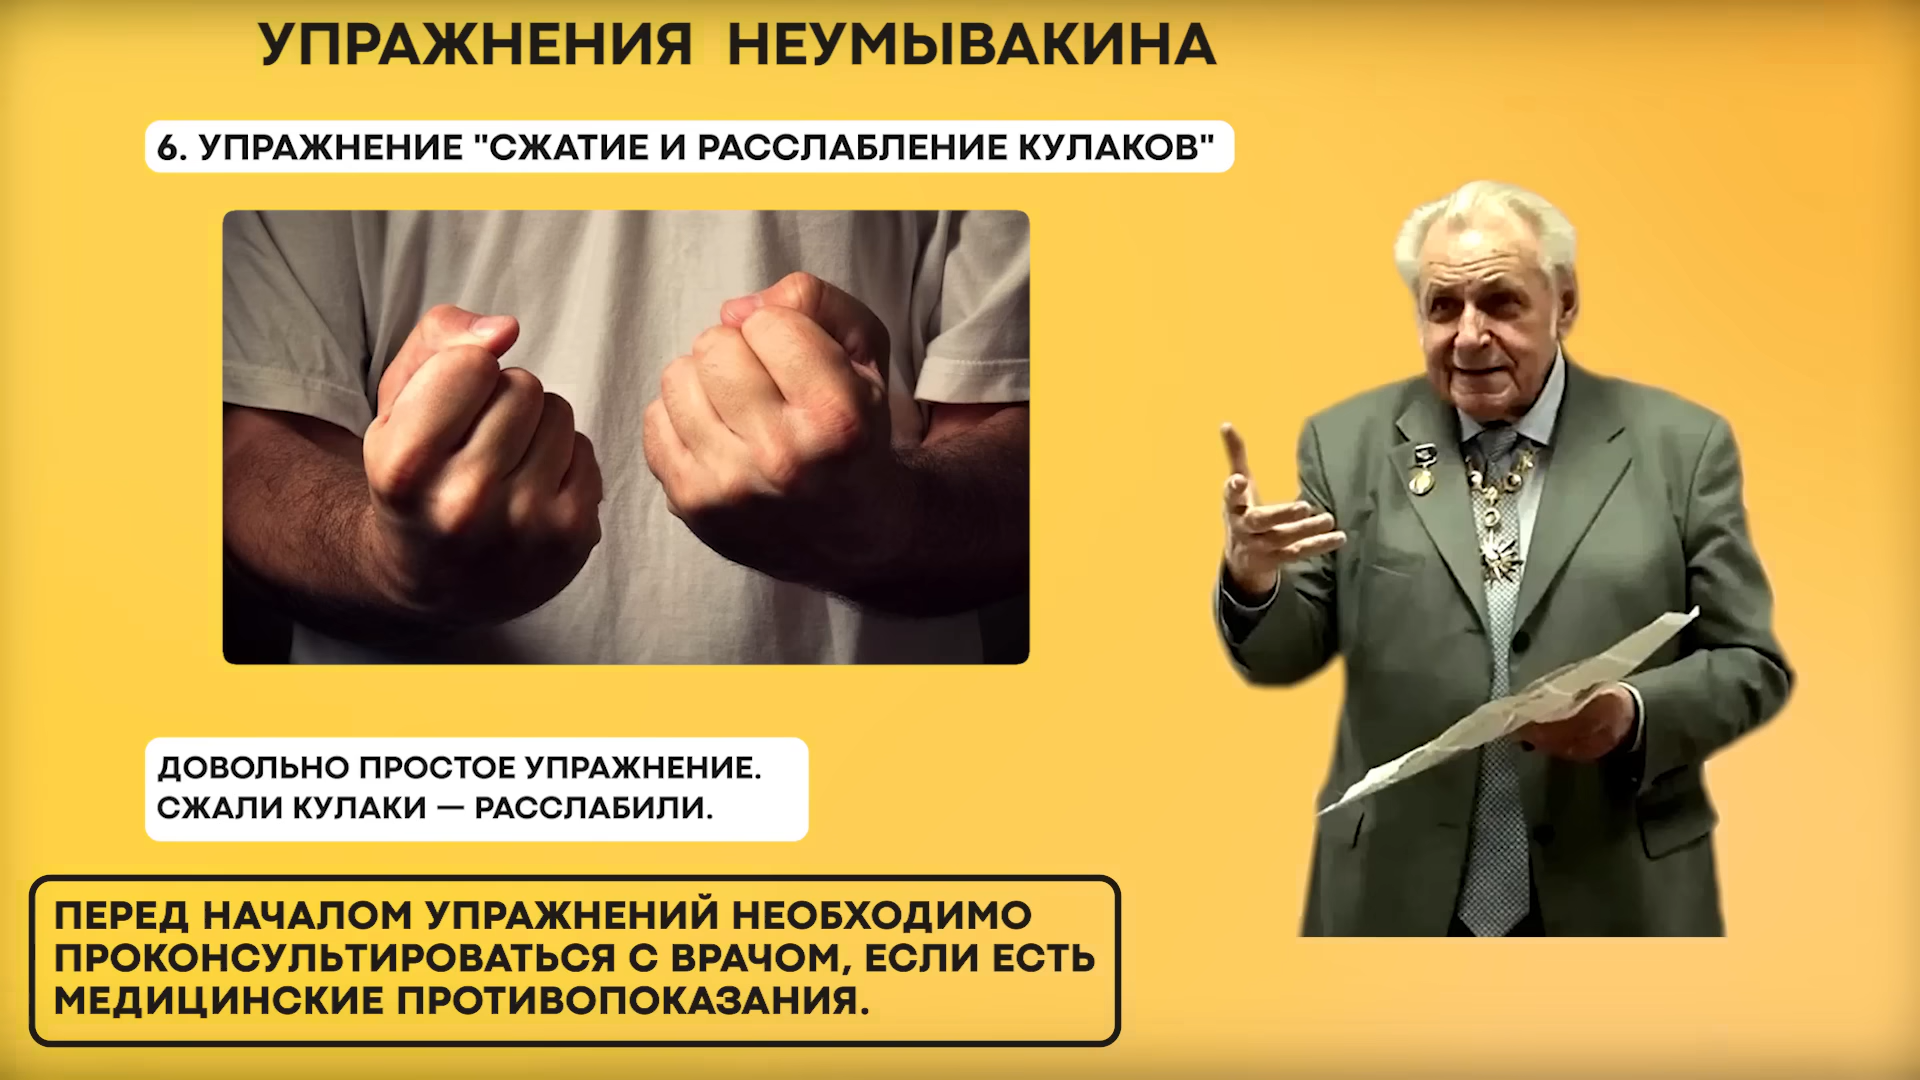 УПРАЖНЕНИЯ НЕУМЫВАКИНА
6. УПРАЖНЕНИЕ "СЖАТИЕ И РАССЛАБЛЕНИЕ КУЛАКОВ"
ДОВОЛЬНО ПРОСТОЕ УПРАЖНЕНИЕ.
СЖАЛИ КУЛАКИ — РАССЛАБИЛИ.
ПЕРЕД НАЧАЛОМ УПРАЖНЕНИЙ НЕОБХОДИМО
ПРОКОНСУЛЬТИРОВАТЬСЯ С ВРАЧОМ, ЕСЛИ ЕСТЬ
МЕДИЦИНСКИЕ ПРОТИВОПОКАЗАНИЯ.